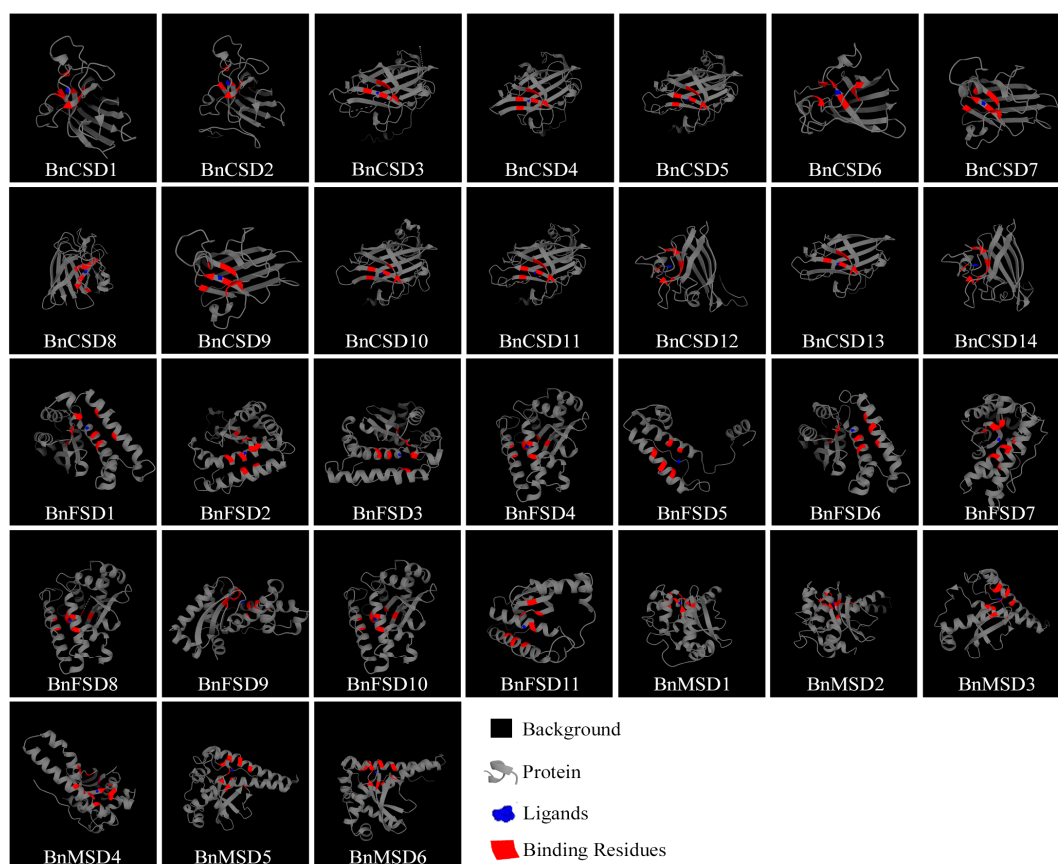 BnCSD1 BnCSD2 BnCSD3 BnCSD4 BnCSD5 BnCSD6 BnCSD7
BnCSD8 BnCSD9 BnCSD10 BnCSD11 BnCSD12 BnCSD13 BnCSD14
BnFSD1 BnFSD2 BnFSD3 BnFSD4 BnFSD5 BnFSD6 BnFSD7
BnFSD8 BnFSD9 BnFSD10 BnFSD11 BnMSD1 BnMSD2 BnMSD3
BnMSD4 BnMSD5 BnMSD6
Background
Protein
Ligands
Binding Residues